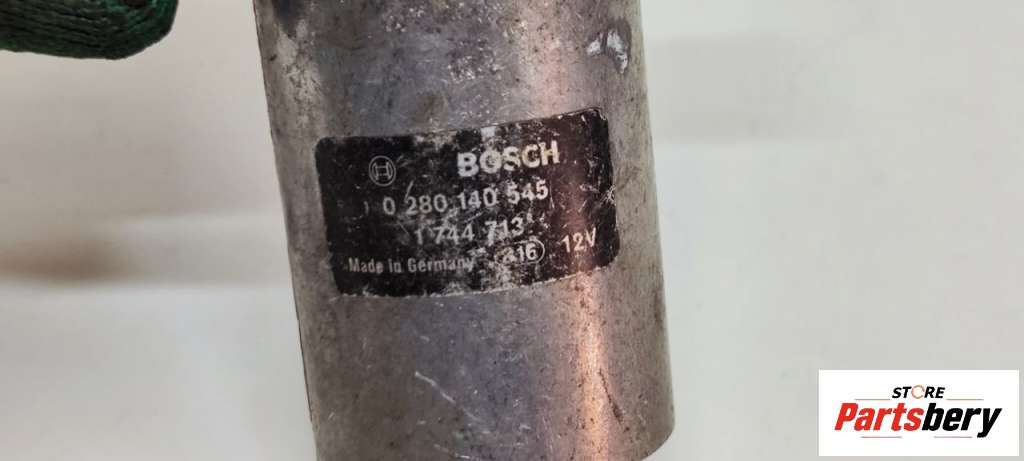 BOSCH
0 280 140 545
1 744 713
Made in Germany 316 12V
STORE
Partsbery